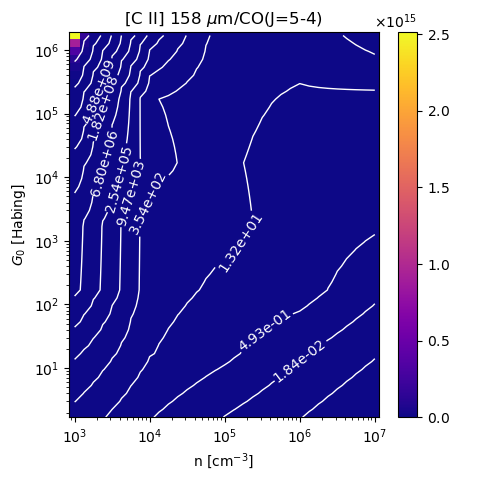 [C II] 158 μm/CO(J=5-4)
×10¹⁵
10⁶
10⁵
10⁴
10³
10²
10¹
G₀ [Habing]
4.88e+09
1.82e+08
6.80e+06
2.54e+05
9.47e+03
3.54e+02
1.32e+01
4.93e-01
1.84e-02
2.5
2.0
1.5
1.0
0.5
0.0
10³ 10⁴ 10⁵ 10⁶ 10⁷
n [cm⁻³]